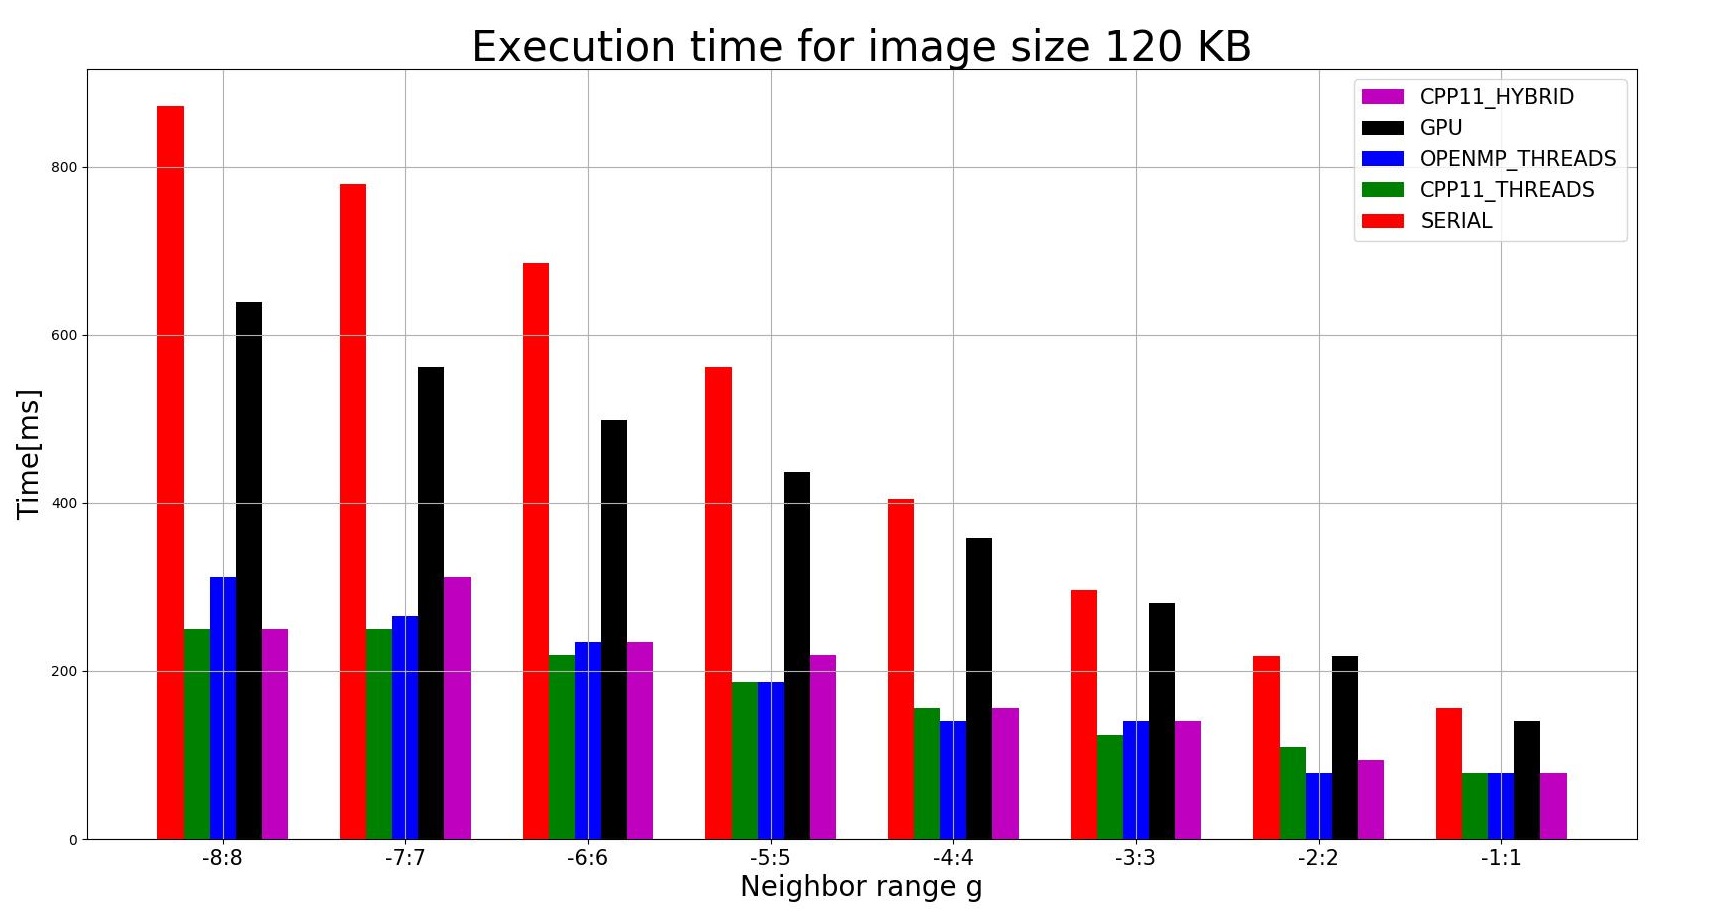 Execution time for image size 120 KB
CPP11_HYBRID
GPU
OPENMP_THREADS
CPP11_THREADS
SERIAL
Time[ms]
800
600
400
200
0
-8:8 -7:7 -6:6 -5:5 -4:4 -3:3 -2:2 -1:1
Neighbor range g